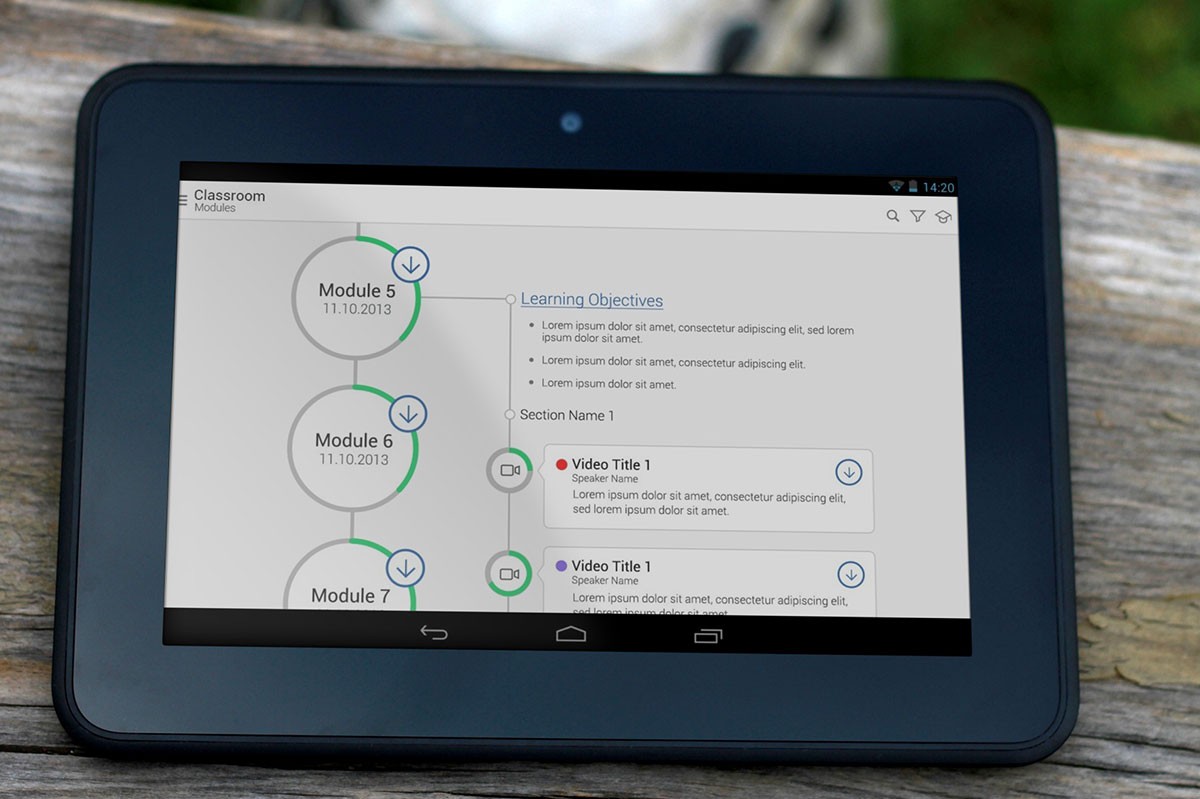 14:20
Classroom
Modules
Module 5
11.10.2013
Learning Objectives
Lorem ipsum dolor sit amet, consectetur adipiscing elit, sed lorem
ipsum dolor sit amet.
Lorem ipsum dolor sit amet, consectetur adipiscing elit.
Lorem ipsum dolor sit amet.
Section Name 1
Module 6
11.10.2013
Video Title 1
Speaker Name
Lorem ipsum dolor sit amet, consectetur adipiscing elit,
sed lorem ipsum dolor sit amet.
Module 7
Video Title 1
Speaker Name
Lorem ipsum dolor sit amet, consectetur adipiscing elit,
sed lorem ipsum dolor sit amet.